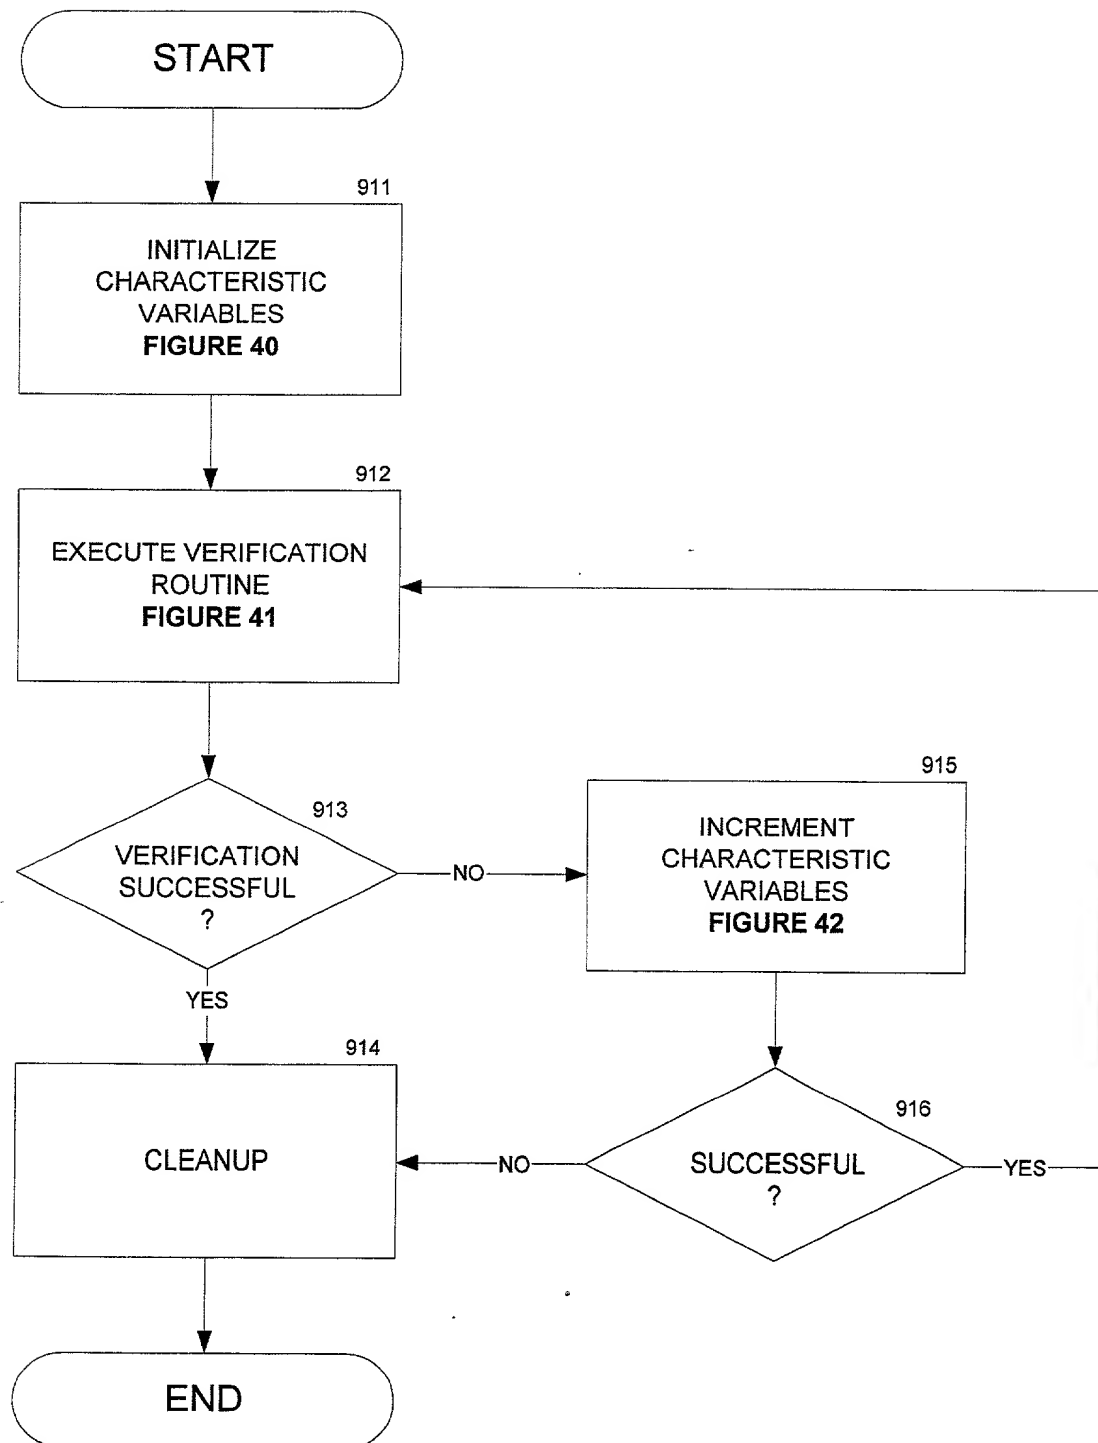 START
911
INITIALIZE
CHARACTERISTIC
VARIABLES
FIGURE 40
912
EXECUTE VERIFICATION
ROUTINE
FIGURE 41
913
VERIFICATION
SUCCESSFUL
?
NO
915
INCREMENT
CHARACTERISTIC
VARIABLES
FIGURE 42
YES
914
CLEANUP
916
SUCCESSFUL
?
NO
YES
END